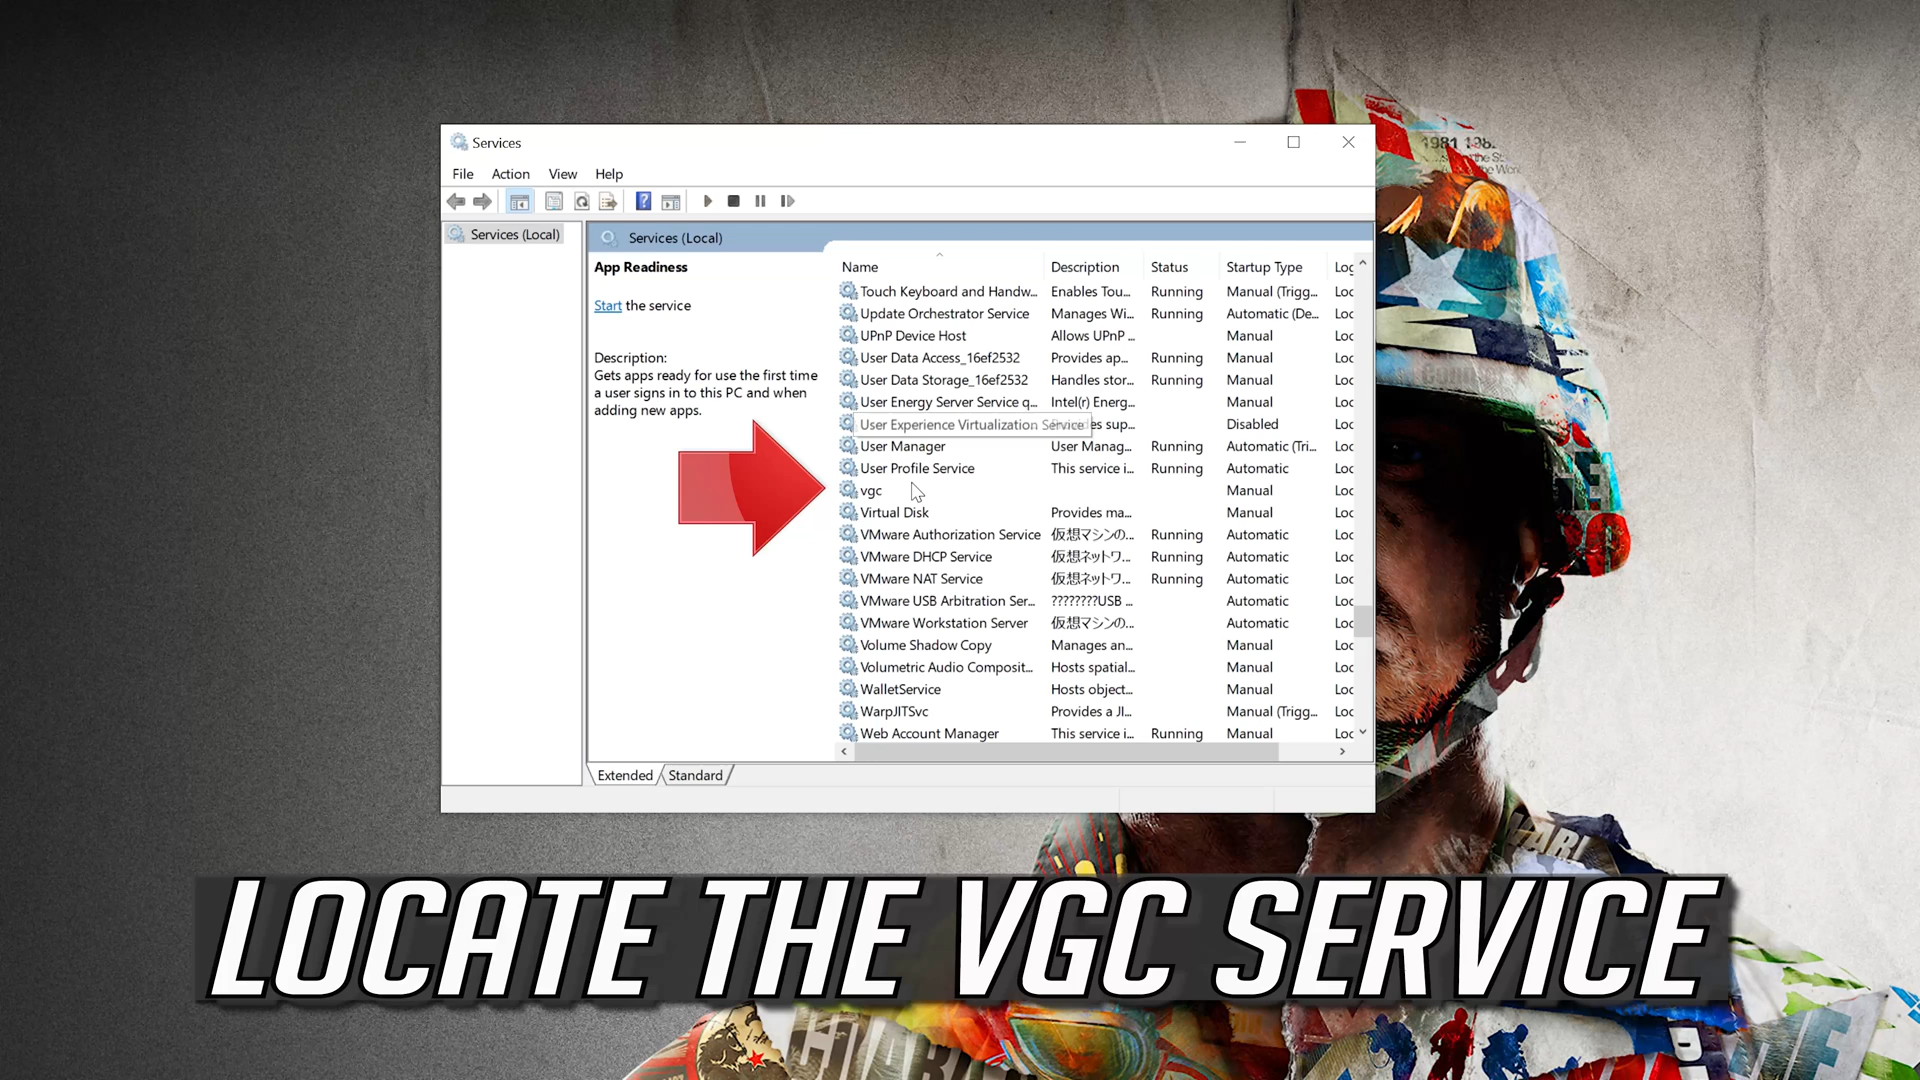 Services
File Action View Help
Services (Local)
Services (Local)
App Readiness
Start the service
Description:
Gets apps ready for use the first time
a user signs in to this PC and when
adding new apps.
Name Description Status Startup Type Log
Touch Keyboard and Handw... Enables Tou... Running Manual (Trigg... Loc
Update Orchestrator Service Manages Wi... Running Automatic (De... Loc
UPnP Device Host Allows UPnP ... Manual Loc
User Data Access_16ef2532 Provides ap... Running Manual Loc
User Data Storage_16ef2532 Handles stor... Running Manual Loc
User Energy Server Service q... Intel(r) Energ... Manual Loc
User Experience Virtualization Service es sup... Disabled Loc
User Manager User Manag... Running Automatic (Tri... Loc
User Profile Service This service i... Running Automatic Loc
vgc Manual Loc
Virtual Disk Provides ma... Manual Loc
VMware Authorization Service 仮想マシンの... Running Automatic Loc
VMware DHCP Service 仮想ネットワ... Running Automatic Loc
VMware NAT Service 仮想ネットワ... Running Automatic Loc
VMware USB Arbitration Ser... ????????USB ... Automatic Loc
VMware Workstation Server 仮想マシンの... Automatic Loc
Volume Shadow Copy Manages an... Manual Loc
Volumetric Audio Composit... Hosts spatial... Manual Loc
WalletService Hosts object... Manual Loc
WarpJITSvc Provides a JI... Manual (Trigg... Loc
Web Account Manager This service i... Running Manual Loc
Extended Standard
LOCATE THE VGC SERVICE